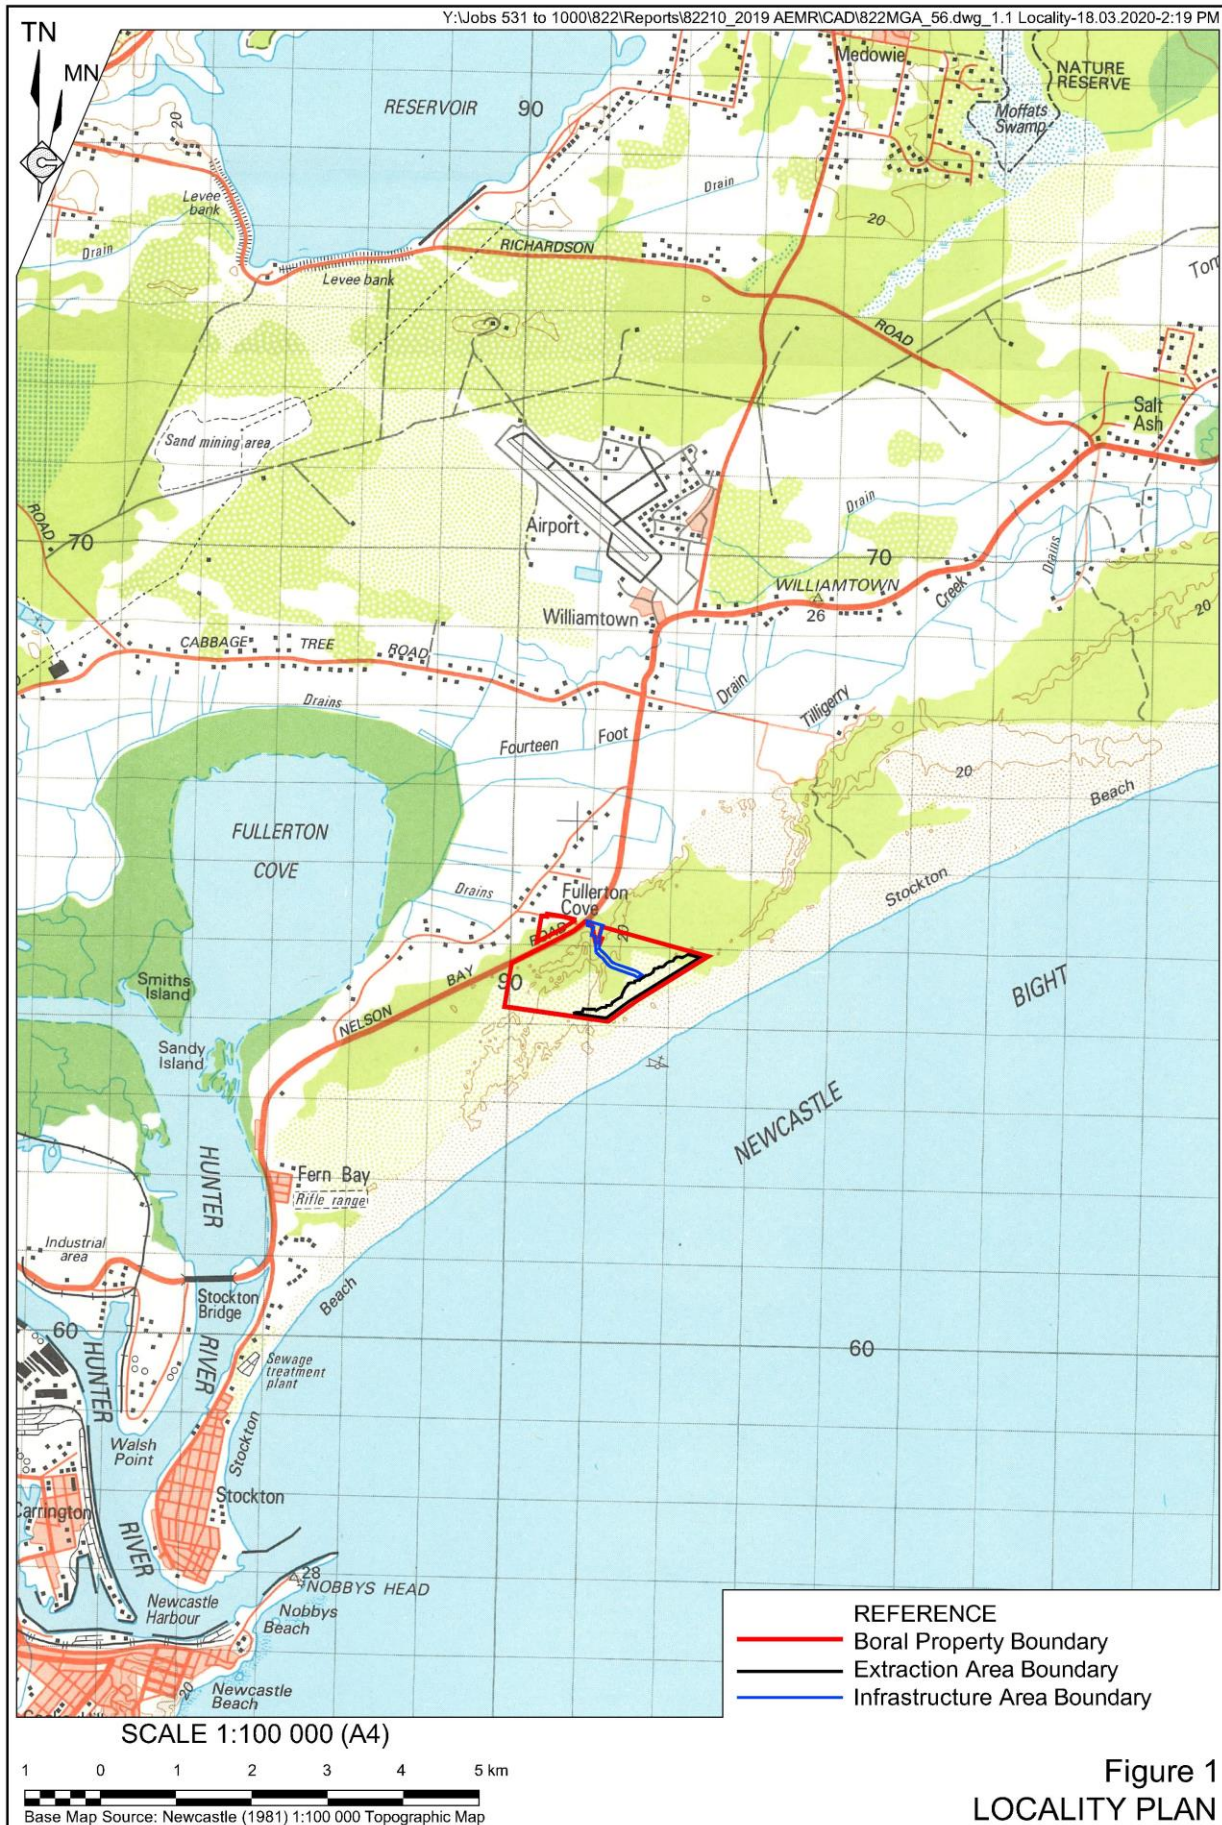 Y:\Jobs 531 to 1000\822\Reports\82210_2019 AEMR\CAD\822MGA_56.dwg_1.1 Locality-18.03.2020-2:19 PM
TN
MN
RESERVOIR
90
Medowie
NATURE
RESERVE
Moffats
Swamp
20
Drain
Levee
bank
20
Drain
RICHARDSON
Levee bank
ROAD
Salt
Ash
Sand mining area
Drain
ROAD
70
Airport
70
Drains
WILLIAMTOWN
26
Creek
20
Williamtown
CABBAGE
TREE
ROAD
Drain
Tilligerry
Drains
Fourteen
Foot
20
Beach
FULLERTON
COVE
Stockton
Drains
Fullerton
Cove
ROAD
20
Smiths
Island
BAY
90
BIGHT
NELSON
Sandy
Island
NEWCASTLE
HUNTER
Fern Bay
Rifle range
Industrial
area
Stockton
Bridge
Beach
60
HUNTER
RIVER
60
Sewage
treatment
plant
Walsh
Point
Stockton
Stockton
Carrington
RIVER
28
NOBBYS HEAD
Newcastle
Harbour
Nobbys
Beach
20
Newcastle
Beach
REFERENCE
Boral Property Boundary
Extraction Area Boundary
Infrastructure Area Boundary
SCALE 1:100 000 (A4)
1 0 1 2 3 4 5 km
Base Map Source: Newcastle (1981) 1:100 000 Topographic Map
Figure 1
LOCALITY PLAN